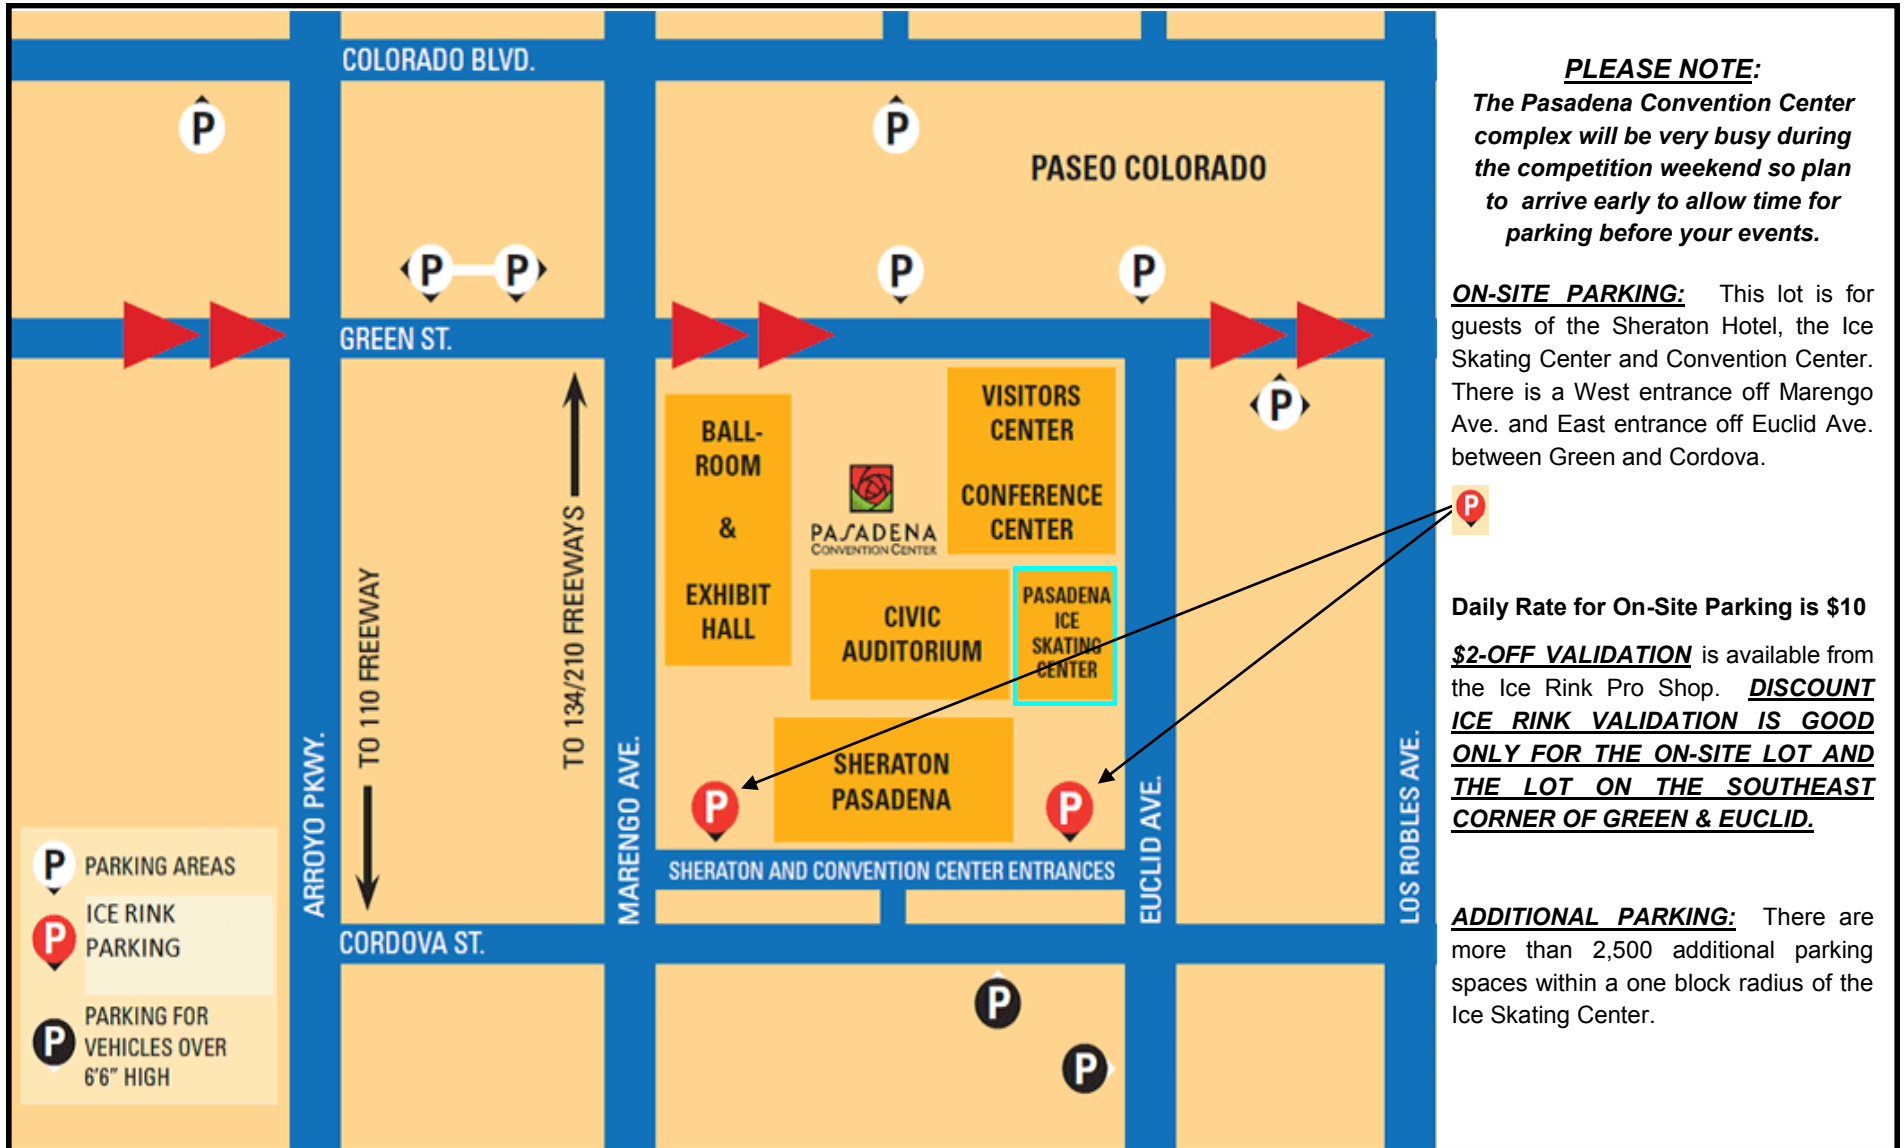 COLORADO BLVD.
P
P
PASEO COLORADO
P
P
P
P
GREEN ST.
VISITORS
CENTER
CONFERENCE
CENTER
P
BALL-
ROOM
&
EXHIBIT
HALL
PASADENA
CONVENTION CENTER
CIVIC
AUDITORIUM
PASADENA
ICE
SKATING
CENTER
SHERATON
PASADENA
P
P
SHERATON AND CONVENTION CENTER ENTRANCES
TO 110 FREEWAY
TO 134/210 FREEWAYS
ARROYO PKWY.
MARENGO AVE.
EUCLID AVE.
LOS ROBLES AVE.
CORDOVA ST.
P
P
P PARKING AREAS
P ICE RINK
PARKING
P PARKING FOR
VEHICLES OVER
6'6" HIGH
PLEASE NOTE:
The Pasadena Convention Center
complex will be very busy during
the competition weekend so plan
to arrive early to allow time for
parking before your events.
ON-SITE PARKING: This lot is for
guests of the Sheraton Hotel, the Ice
Skating Center and Convention Center.
There is a West entrance off Marengo
Ave. and East entrance off Euclid Ave.
between Green and Cordova.
P
Daily Rate for On-Site Parking is $10
$2-OFF VALIDATION is available from
the Ice Rink Pro Shop. DISCOUNT
ICE RINK VALIDATION IS GOOD
ONLY FOR THE ON-SITE LOT AND
THE LOT ON THE SOUTHEAST
CORNER OF GREEN & EUCLID.
ADDITIONAL PARKING: There are
more than 2,500 additional parking
spaces within a one block radius of the
Ice Skating Center.